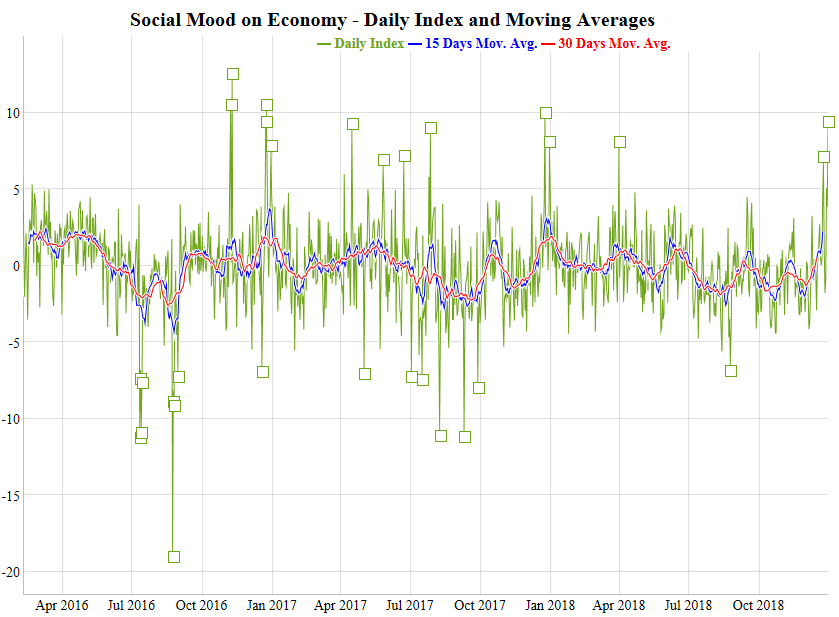 Social Mood on Economy - Daily Index and Moving Averages
Daily Index 15 Days Mov. Avg. 30 Days Mov. Avg.
10
5
0
-5
-10
-15
-20
Apr 2016 Jul 2016 Oct 2016 Jan 2017 Apr 2017 Jul 2017 Oct 2017 Jan 2018 Apr 2018 Jul 2018 Oct 2018